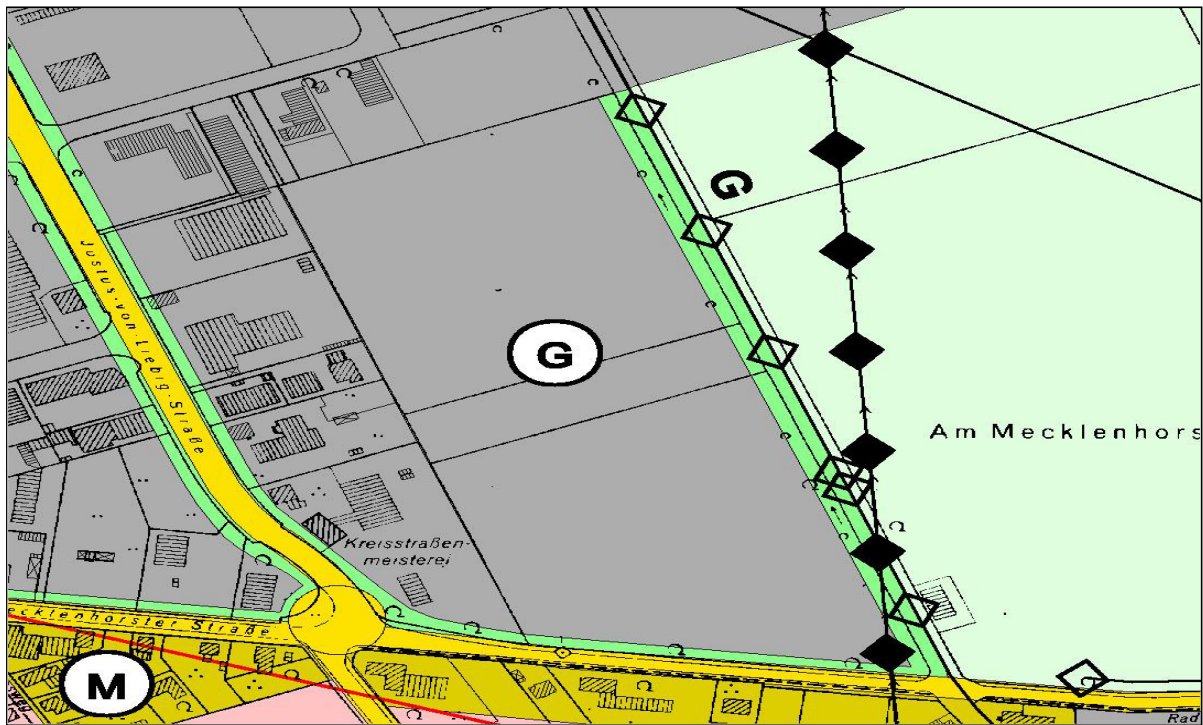 G
Justus-von-Liebig-Straße
G
Am Mecklenhors
Kreisstraßen-
meisterei
ecklenhorster Straße
M
Rad